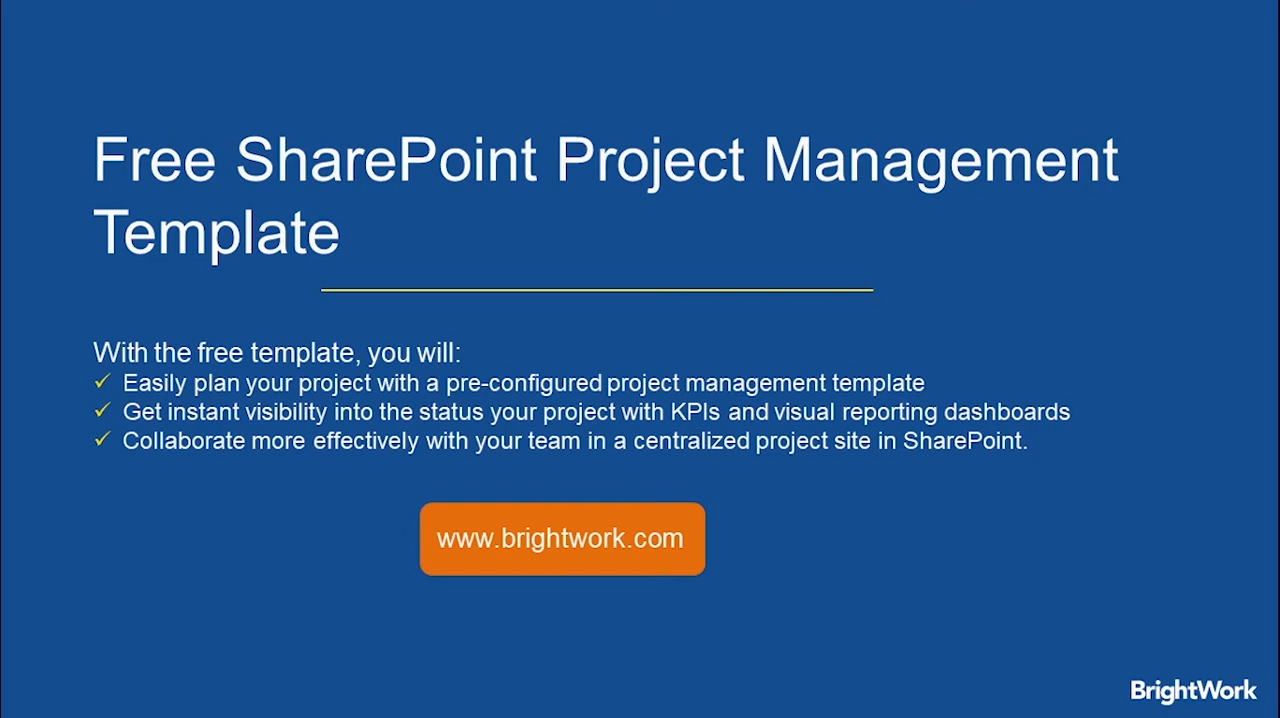 Free SharePoint Project Management
Template
With the free template, you will:
✓ Easily plan your project with a pre-configured project management template
✓ Get instant visibility into the status your project with KPIs and visual reporting dashboards
✓ Collaborate more effectively with your team in a centralized project site in SharePoint.
www.brightwork.com
BrightWork